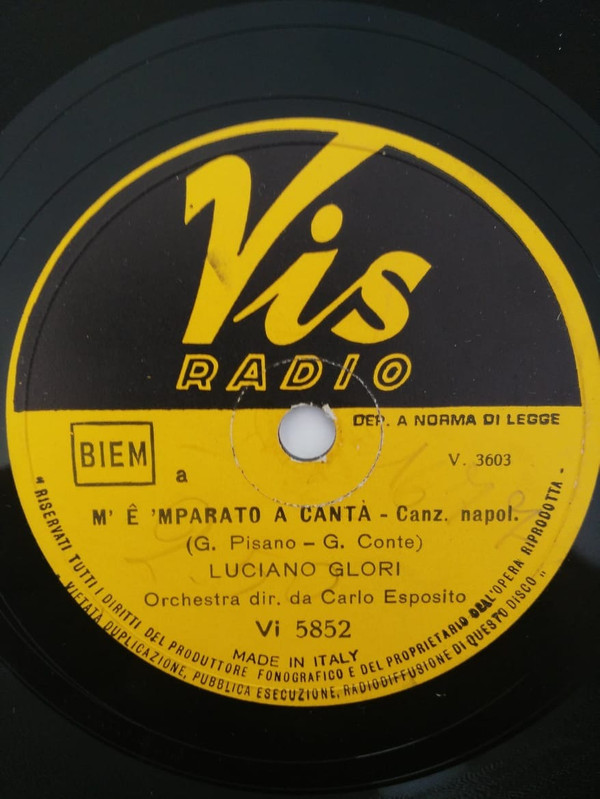 Vis
RADIO
DEP. A NORMA DI LEGGE
BIEM
a
V. 3603
M' Ê 'MPARATO A CANTÀ - Canz. napol.
(G. Pisano - G. Conte)
LUCIANO GLORI
Orchestra dir. da Carlo Esposito
Vi 5852
MADE IN ITALY
" RISERVATI TUTTI I DIRITTI DEL PRODUTTORE FONOGRAFICO E DEL PROPRIETARIO DELL'OPERA RIPRODOTTA -
- VIETATA DUPLICAZIONE, PUBBLICA ESECUZIONE, RADIODIFFUSIONE DI QUESTO DISCO "